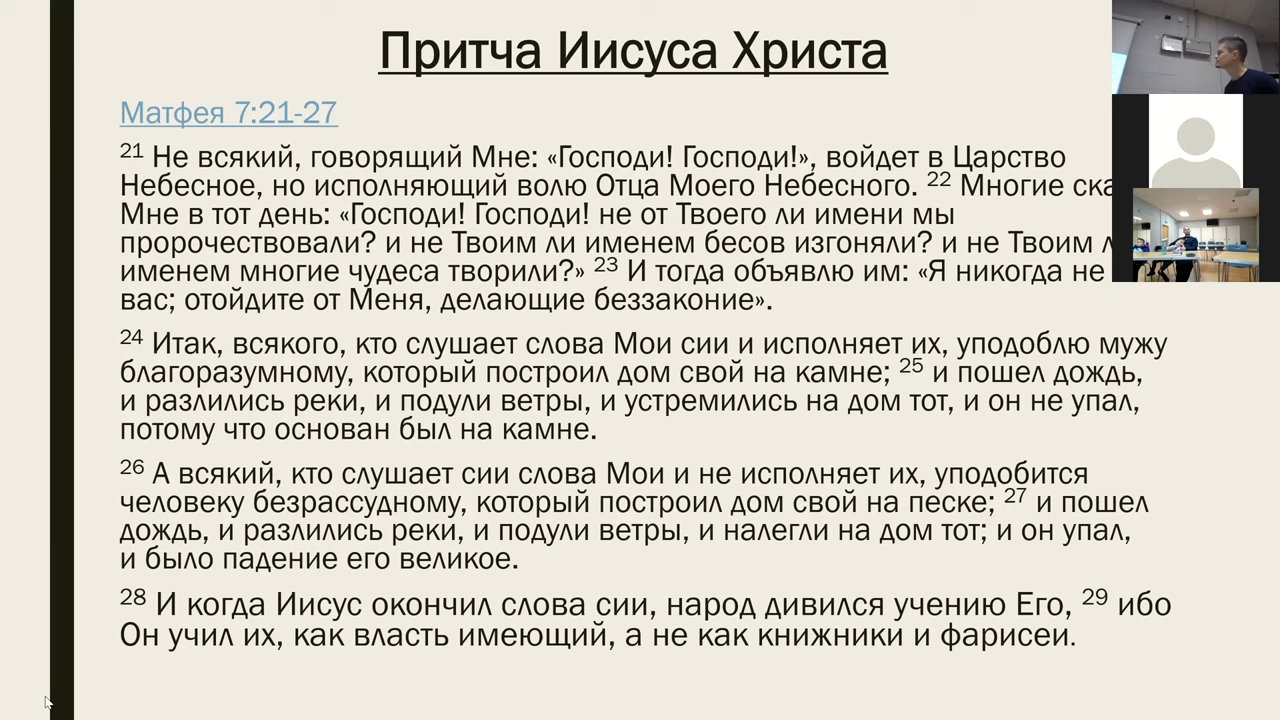 Притча Иисуса Христа
Матфея 7:21-27
21 Не всякий, говорящий Мне: «Господи! Господи!», войдет в Царство
Небесное, но исполняющий волю Отца Моего Небесного. 22 Многие
Мне в тот день: «Господи! Господи! не от Твоего ли имени мы
пророчествовали? и не Твоим ли именем бесов изгоняли? и не Твоим
именем многие чудеса творили?» 23 И тогда объявлю им: «Я никогда не
вас; отойдите от Меня, делающие беззаконие».
24 Итак, всякого, кто слушает слова Мои сии и исполняет их, уподоблю мужу
благоразумному, который построил дом свой на камне; 25 и пошел дождь,
и разлились реки, и подули ветры, и устремились на дом тот, и он не упал,
потому что основан был на камне.
26 А всякий, кто слушает сии слова Мои и не исполняет их, уподобится
человеку безрассудному, который построил дом свой на песке; 27 и пошел
дождь, и разлились реки, и подули ветры, и налегли на дом тот; и он упал,
и было падение его великое.
28 И когда Иисус окончил слова сии, народ дивился учению Его, 29 ибо
Он учил их, как власть имеющий, а не как книжники и фарисеи.